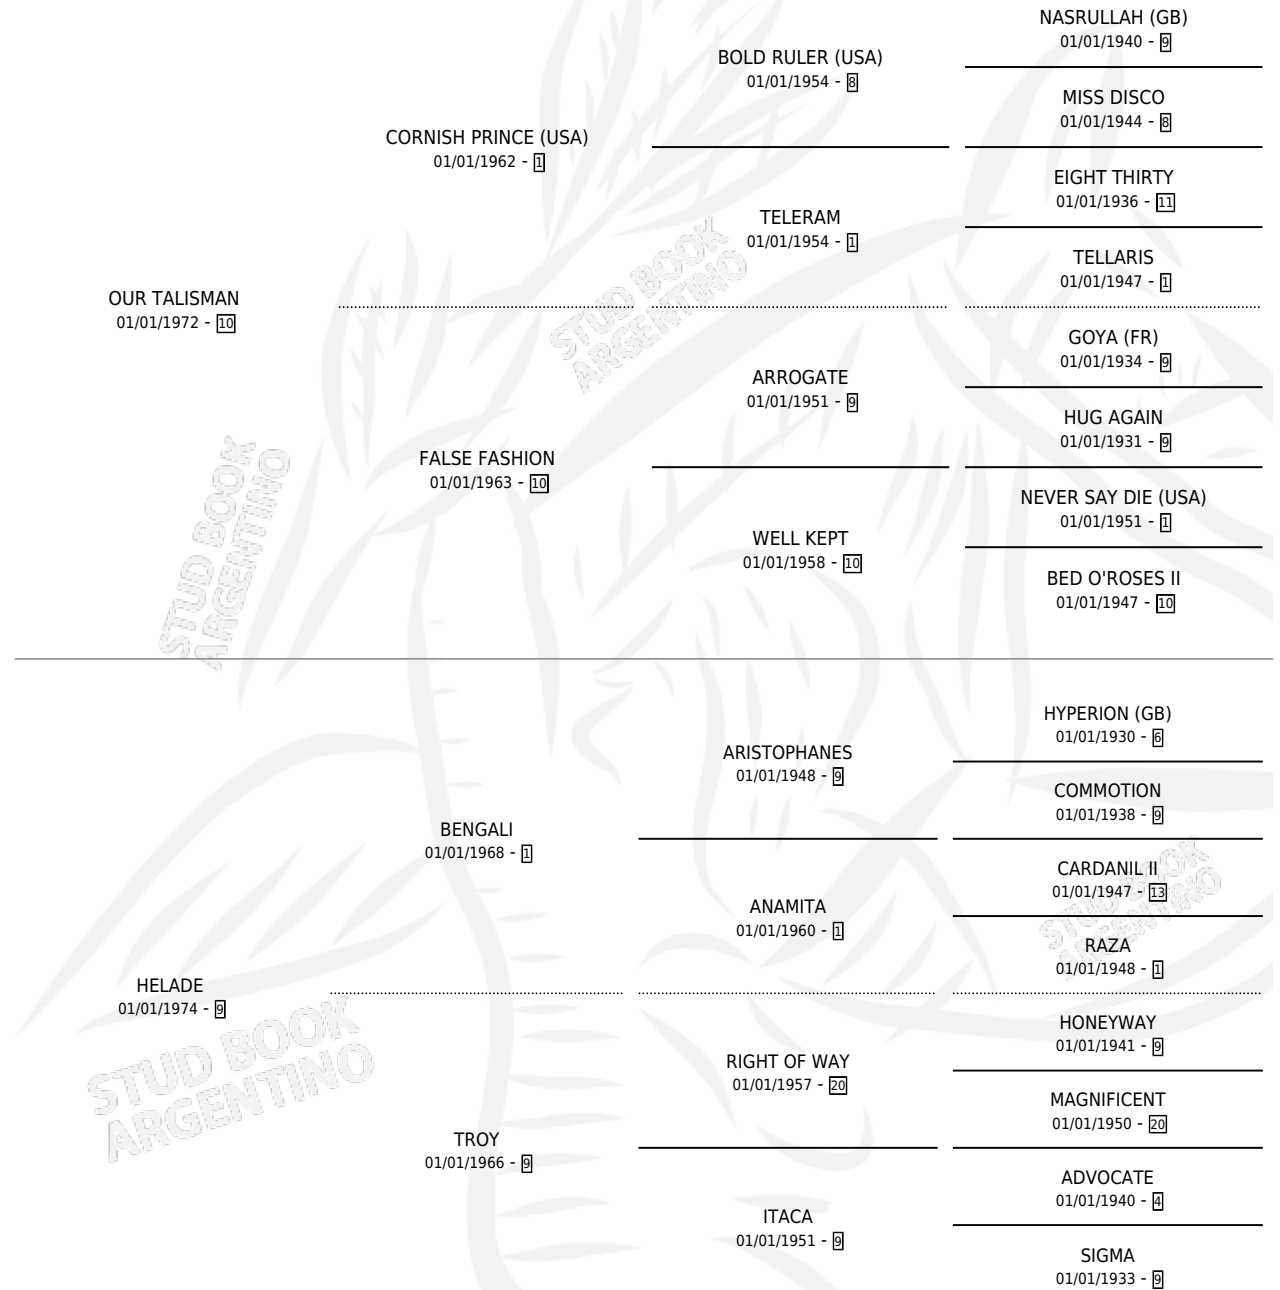 NASRULLAH (GB)
01/01/1940 - 9
BOLD RULER (USA)
01/01/1954 - 8
MISS DISCO
01/01/1944 - 8
CORNISH PRINCE (USA)
01/01/1962 - 1
EIGHT THIRTY
01/01/1936 - 11
TELERAM
01/01/1954 - 1
TELLARIS
01/01/1947 - 1
OUR TALISMAN
01/01/1972 - 10
GOYA (FR)
01/01/1934 - 9
ARROGATE
01/01/1951 - 9
HUG AGAIN
01/01/1931 - 9
FALSE FASHION
01/01/1963 - 10
NEVER SAY DIE (USA)
01/01/1951 - 1
WELL KEPT
01/01/1958 - 10
BED O'ROSES II
01/01/1947 - 10
HYPERION (GB)
01/01/1930 - 6
ARISTOPHANES
01/01/1948 - 9
COMMOTION
01/01/1938 - 9
BENGALI
01/01/1968 - 1
CARDANIL II
01/01/1947 - 13
ANAMITA
01/01/1960 - 1
RAZA
01/01/1948 - 1
HELADE
01/01/1974 - 9
HONEYWAY
01/01/1941 - 9
RIGHT OF WAY
01/01/1957 - 20
MAGNIFICENT
01/01/1950 - 20
TROY
01/01/1966 - 9
ADVOCATE
01/01/1940 - 4
ITACA
01/01/1951 - 9
SIGMA
01/01/1933 - 9
STUD BOOK
ARGENTINO
STUD BOOK
ARGENTINO
STUD BOOK
ARGENTINO
STUD BOOK
ARGENTINO